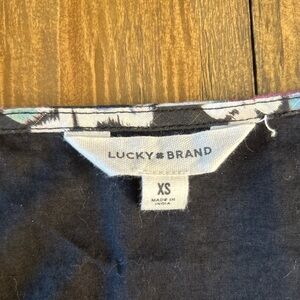 LUCKY BRAND
XS
MADE IN
INDIA